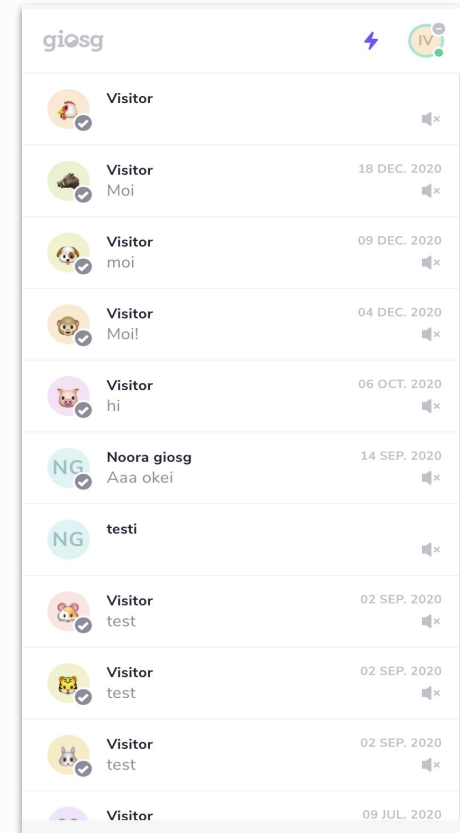 giosg
IV
Visitor
Visitor
18 DEC. 2020
Moi
Visitor
09 DEC. 2020
moi
Visitor
04 DEC. 2020
Moi!
Visitor
06 OCT. 2020
hi
NG
Noora giosg
14 SEP. 2020
Aaa okei
NG
testi
Visitor
02 SEP. 2020
test
Visitor
02 SEP. 2020
test
Visitor
02 SEP. 2020
test
Visitor
09 JUL. 2020